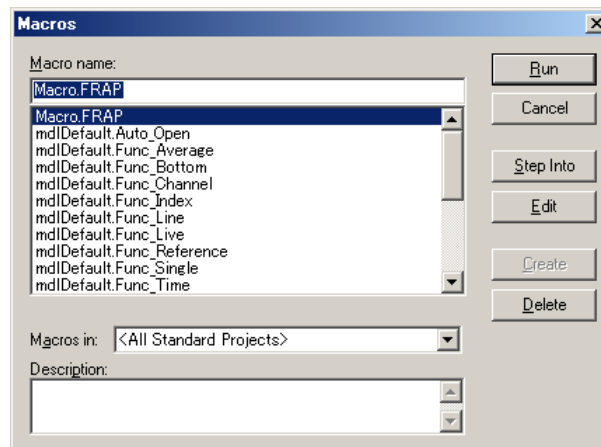 Macros
Macro name:
Macro.FRAP
Run
Macro.FRAP
mdlDefault.Auto_Open
mdlDefault.Func_Average
mdlDefault.Func_Bottom
mdlDefault.Func_Channel
mdlDefault.Func_Index
mdlDefault.Func_Line
mdlDefault.Func_Live
mdlDefault.Func_Reference
mdlDefault.Func_Single
mdlDefault.Func_Time
Cancel
Step Into
Edit
Create
Delete
Macros in: <All Standard Projects>
Description: